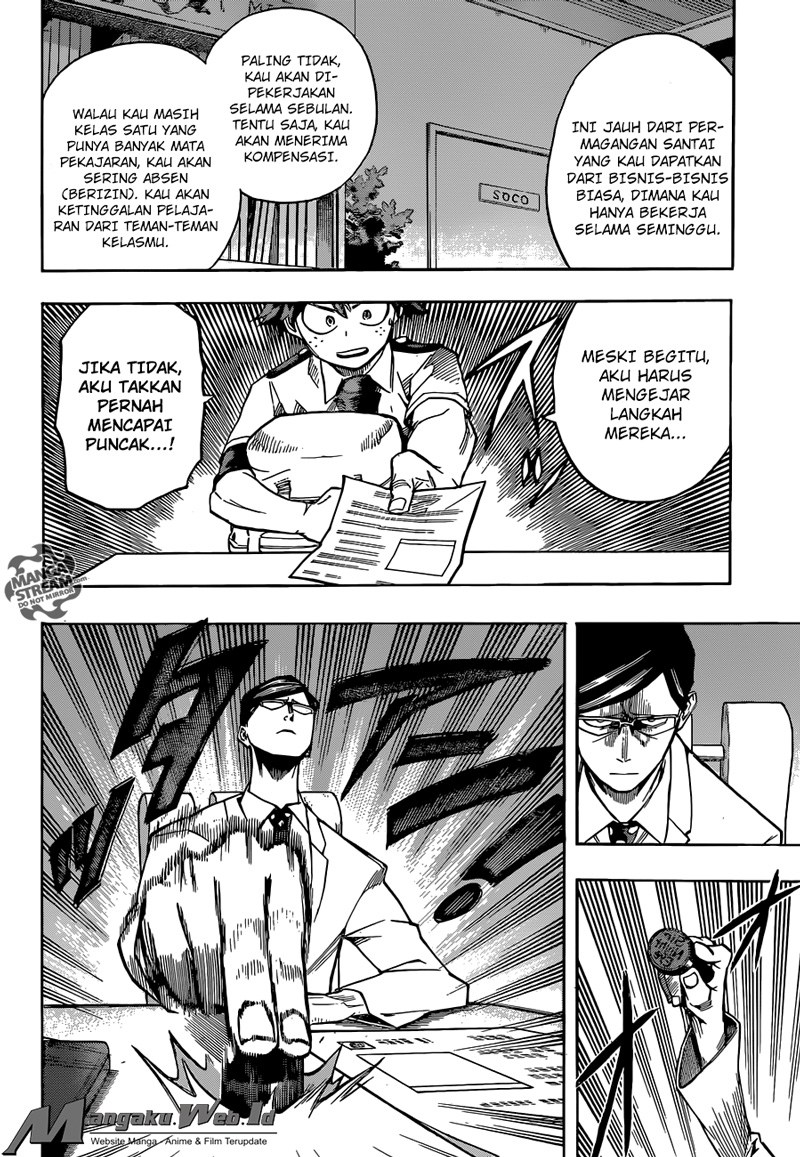 INI JAUH DARI PER-
MAGANGAN SANTAI
YANG KAU DAPATKAN
DARI BISNIS-BISNIS
BIASA, DIMANA KAU
HANYA BEKERJA
SELAMA SEMINGGU.
PALING TIDAK,
KAU AKAN DI-
PEKERJAKAN
SELAMA SEBULAN.
TENTU SAJA, KAU
AKAN MENERIMA
KOMPENSASI.
WALAU KAU MASIH
KELAS SATU YANG
PUNYA BANYAK MATA
PEKAJARAN, KAU AKAN
SERING ABSEN
(BERIZIN). KAU AKAN
KETINGGALAN PELAJA-
RAN DARI TEMAN-TEMAN
KELASMU.
SOCO
MESKI BEGITU,
AKU HARUS
MENGEJAR
LANGKAH
MEREKA...
JIKA TIDAK,
AKU TAKKAN
PERNAH
MENCAPAI
PUNCAK...!
MANGA
STREAM.com
DO NOT MIRROR
Mangaku.Web.Id
Website Manga - Anime & Film Terupdate